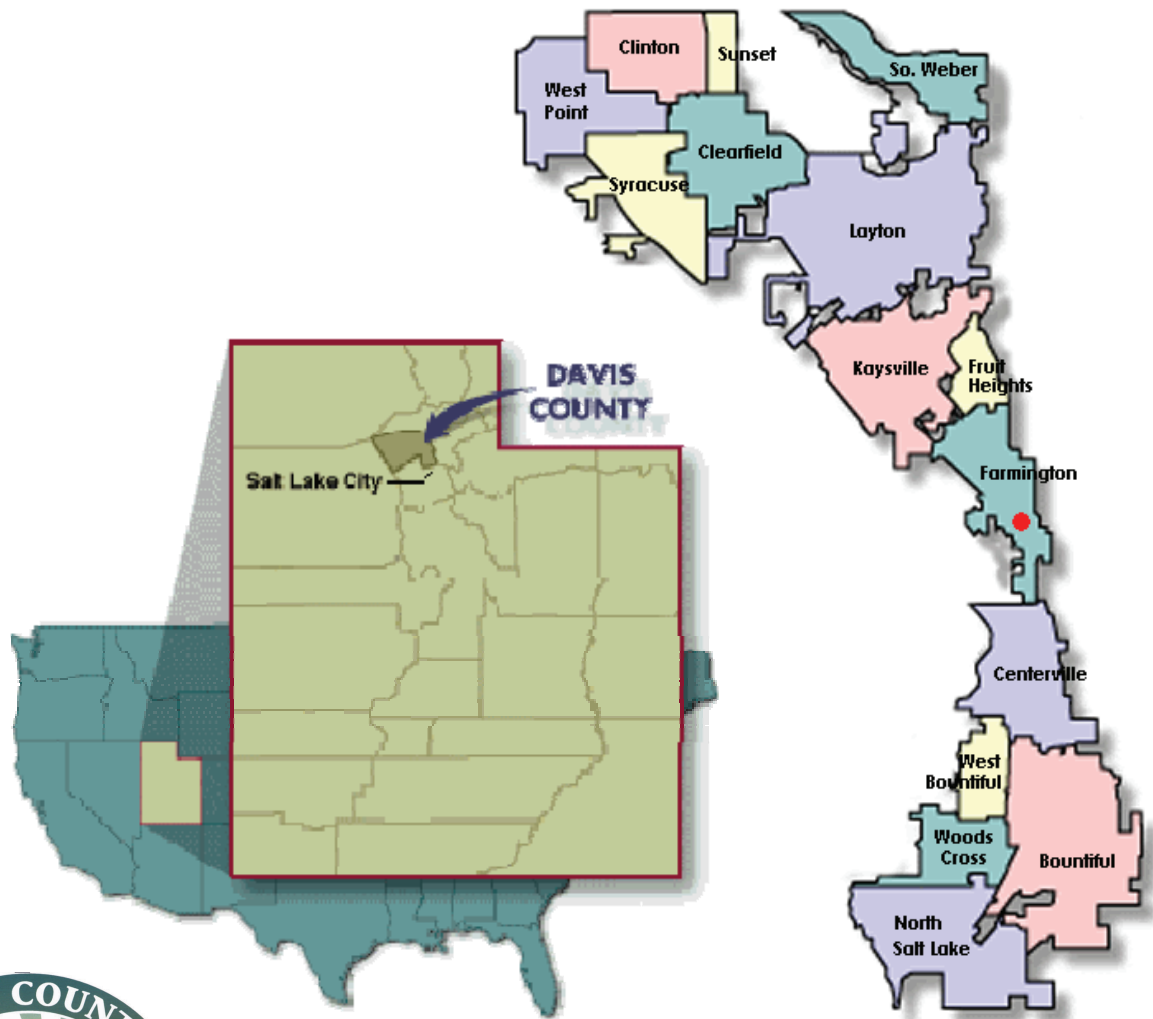 Clinton
Sunset
So. Weber
West
Point
Clearfield
Syracuse
Layton
Kaysville
Fruit
Heights
DAVIS
COUNTY
Salt Lake City
Farmington
Centerville
West
Bountiful
Woods
Cross
Bountiful
North
Salt Lake